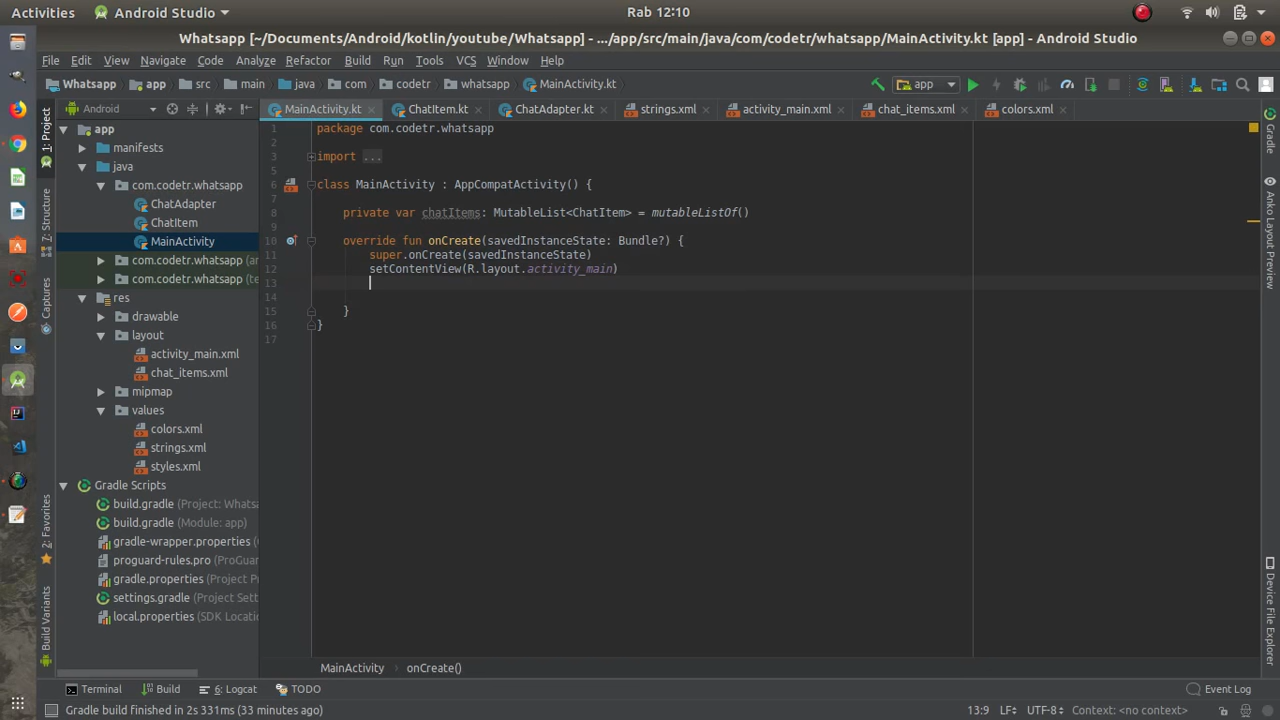 Activities
Android Studio
Rab 12:10
Whatsapp [~/Documents/Android/kotlin/youtube/Whatsapp] - .../app/src/main/java/com/codetr/whatsapp/MainActivity.kt [app] - Android Studio
File Edit View Navigate Code Analyze Refactor Build Run Tools VCS Window Help
Whatsapp app src main java com codetr whatsapp MainActivity.kt app
Android MainActivity.kt ChatItem.kt ChatAdapter.kt strings.xml activity_main.xml chat_items.xml colors.xml
1: Project
Z: Structure
Captures
2: Favorites
Build Variants
app
manifests
java
com.codetr.whatsapp
ChatAdapter
ChatItem
MainActivity
com.codetr.whatsapp (ar
com.codetr.whatsapp (te
res
drawable
layout
activity_main.xml
chat_items.xml
mipmap
values
colors.xml
strings.xml
styles.xml
Gradle Scripts
build.gradle (Project: Whats
build.gradle (Module: app)
gradle-wrapper.properties (
proguard-rules.pro (ProGua
gradle.properties (Project P
settings.gradle (Project Sett
local.properties (SDK Locatio
1 package com.codetr.whatsapp
2
3 import ...
5
6 class MainActivity : AppCompatActivity() {
7
8 private var chatItems: MutableList<ChatItem> = mutableListOf()
9
10 override fun onCreate(savedInstanceState: Bundle?) {
11 super.onCreate(savedInstanceState)
12 setContentView(R.layout.activity_main)
13
14
15 }
16 }
17
Gradle
Anko Layout Preview
Device File Explorer
MainActivity onCreate()
Terminal Build 6: Logcat TODO Event Log
Gradle build finished in 2s 331ms (33 minutes ago) 13:9 LF UTF-8 Context: <no context>